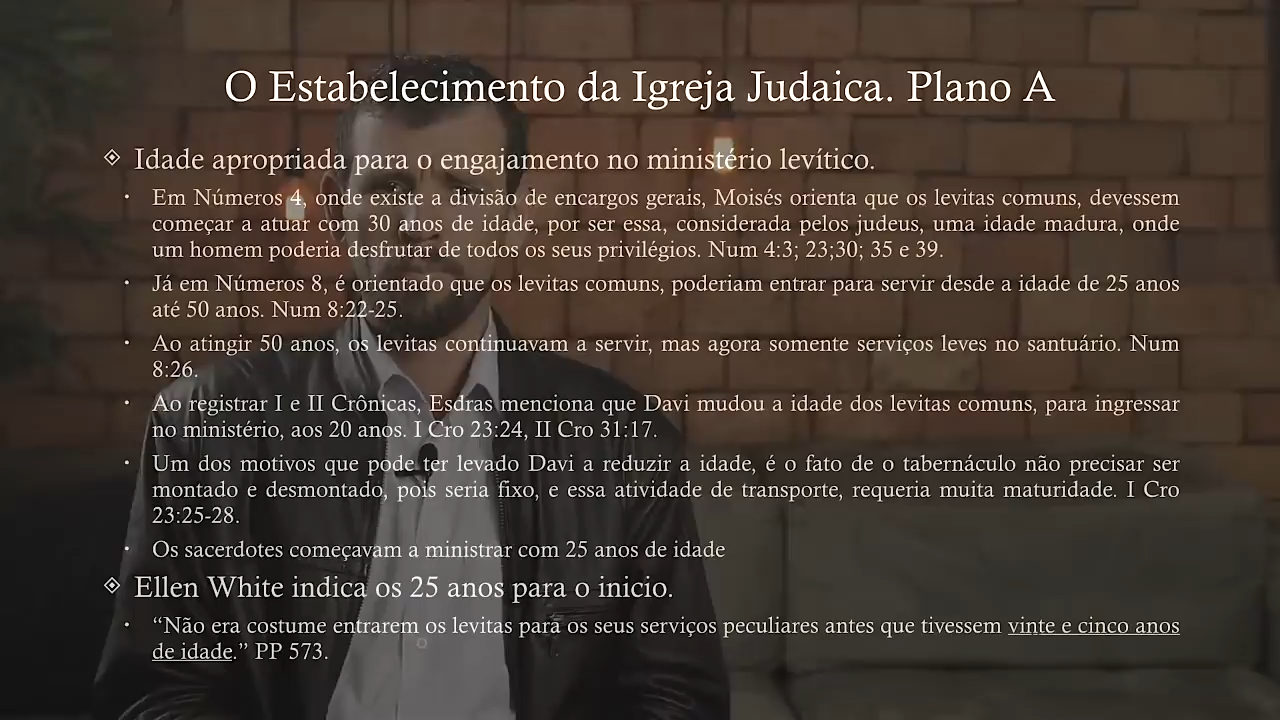 O Estabelecimento da Igreja Judaica. Plano A
Idade apropriada para o engajamento no ministério levítico.
Em Números 4, onde existe a divisão de encargos gerais, Moisés orienta que os levitas comuns, devessem
começar a atuar com 30 anos de idade, por ser essa, considerada pelos judeus, uma idade madura, onde
um homem poderia desfrutar de todos os seus privilégios. Num 4:3; 23;30; 35 e 39.
Já em Números 8, é orientado que os levitas comuns, poderiam entrar para servir desde a idade de 25 anos
até 50 anos. Num 8:22-25.
Ao atingir 50 anos, os levitas continuavam a servir, mas agora somente serviços leves no santuário. Num
8:26.
Ao registrar I e II Crônicas, Esdras menciona que Davi mudou a idade dos levitas comuns, para ingressar
no ministério, aos 20 anos. I Cro 23:24, II Cro 31:17.
Um dos motivos que pode ter levado Davi a reduzir a idade, é o fato de o tabernáculo não precisar ser
montado e desmontado, pois seria fixo, e essa atividade de transporte, requeria muita maturidade. I Cro
23:25-28.
Os sacerdotes começavam a ministrar com 25 anos de idade
Ellen White indica os 25 anos para o inicio.
“Não era costume entrarem os levitas para os seus serviços peculiares antes que tivessem vinte e cinco anos
de idade.” PP 573.